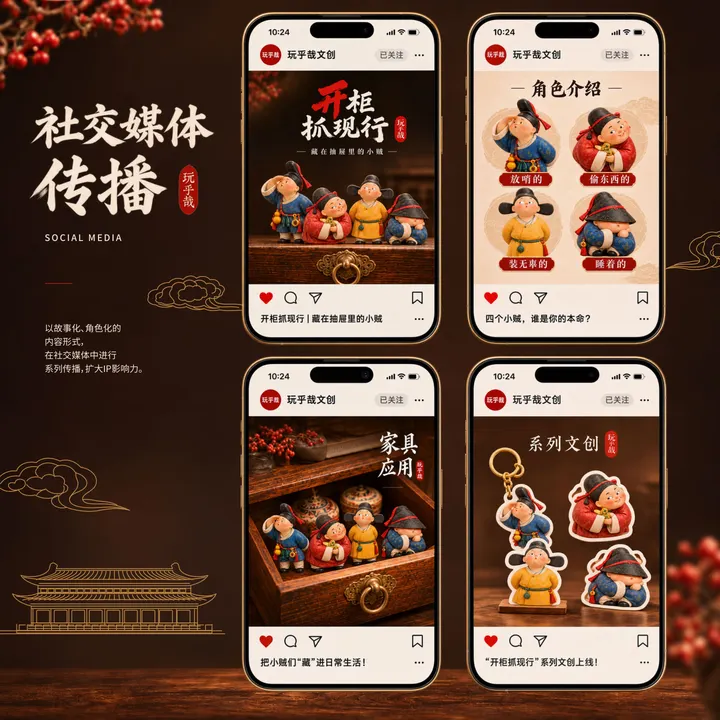 社交媒体
传播
玩乎哉
SOCIAL MEDIA
以故事化、角色化的
内容形式，
在社交媒体中进行
系列传播，扩大IP影响力。
10:24
玩乎哉
玩乎哉文创
已关注
开柜
抓现行
玩乎哉
藏在抽屉里的小贼
开柜抓现行 | 藏在抽屉里的小贼
10:24
玩乎哉
玩乎哉文创
已关注
角色介绍
放哨的
偷东西的
装无辜的
睡着的
四个小贼，谁是你的本命？
10:24
玩乎哉
玩乎哉文创
已关注
家具
应用
玩乎哉
把小贼们“藏”进日常生活！
10:24
玩乎哉
玩乎哉文创
已关注
系列文创
玩乎哉
“开柜抓现行”系列文创上线！